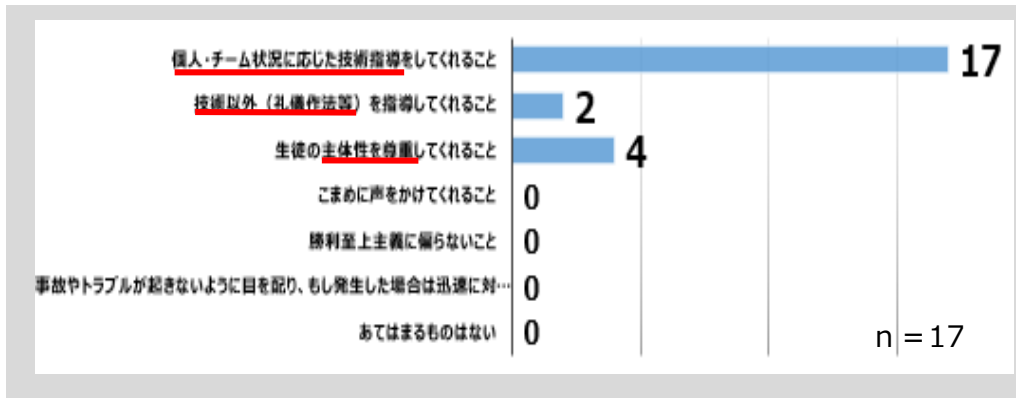 個人・チーム状況に応じた技術指導をしてくれること 17
技術以外（礼儀作法等）を指導してくれること 2
生徒の主体性を尊重してくれること 4
こまめに声をかけてくれること 0
勝利至上主義に偏らないこと 0
事故やトラブルが起きないように目を配り、もし発生した場合は迅速に対… 0
あてはまるものはない 0
n＝17